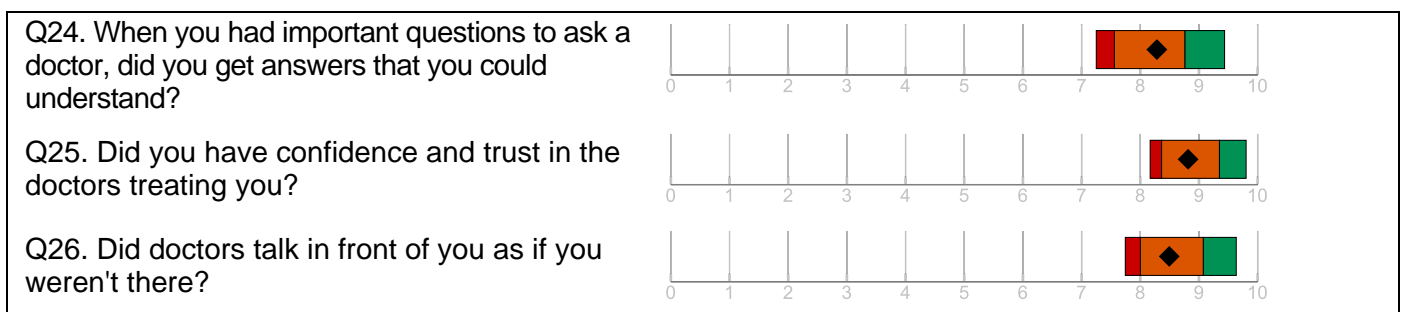 Q24. When you had important questions to ask a
doctor, did you get answers that you could
understand?
0 1 2 3 4 5 6 7 8 9 10
Q25. Did you have confidence and trust in the
doctors treating you?
0 1 2 3 4 5 6 7 8 9 10
Q26. Did doctors talk in front of you as if you
weren't there?
0 1 2 3 4 5 6 7 8 9 10